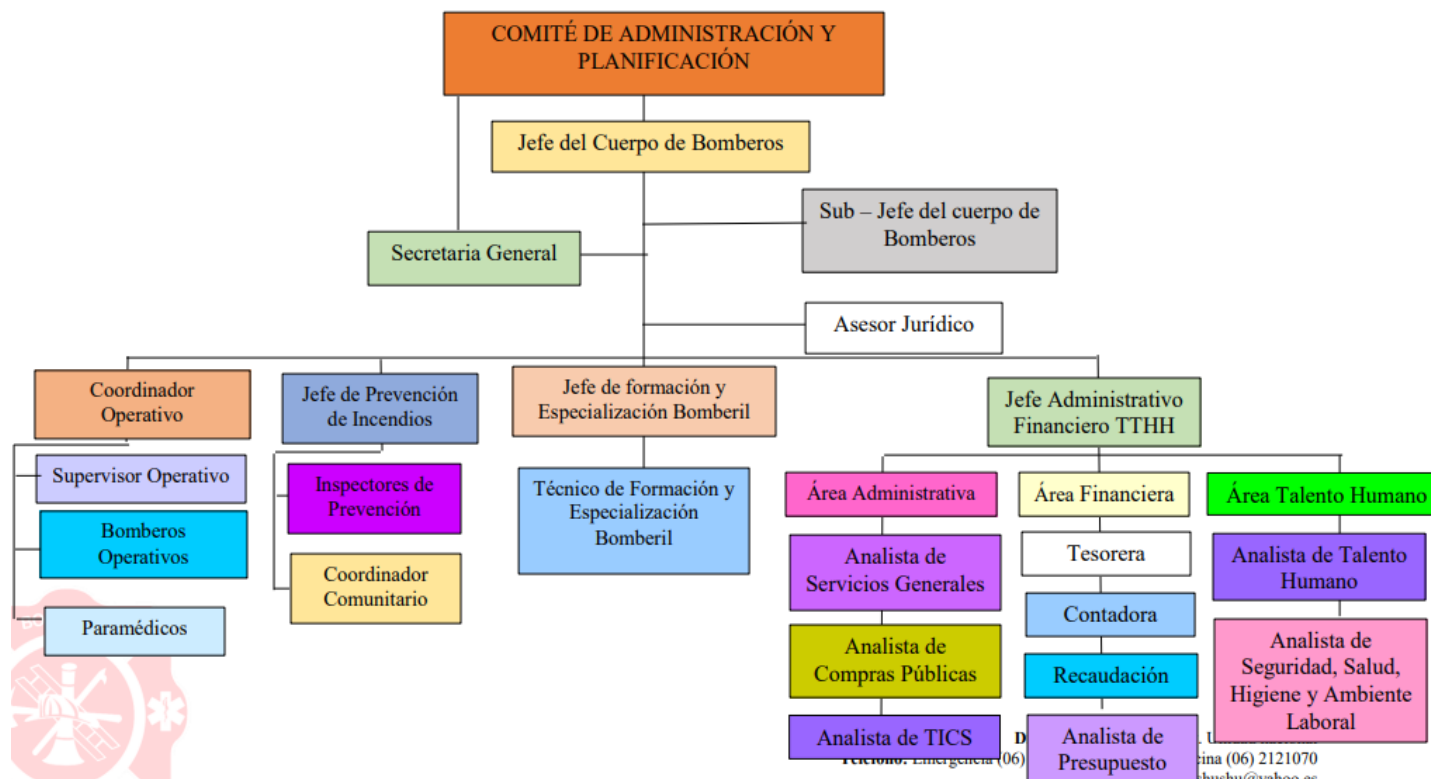 COMITÉ DE ADMINISTRACIÓN Y
PLANIFICACIÓN
Jefe del Cuerpo de Bomberos
Sub – Jefe del cuerpo de
Bomberos
Secretaria General
Asesor Jurídico
Coordinador
Operativo
Jefe de Prevención
de Incendios
Jefe de formación y
Especialización Bomberil
Jefe Administrativo
Financiero TTHH
Supervisor Operativo
Bomberos
Operativos
Paramédicos
Inspectores de
Prevención
Coordinador
Comunitario
Técnico de Formación y
Especialización
Bomberil
Área Administrativa
Analista de
Servicios Generales
Analista de
Compras Públicas
Analista de TICS
Área Financiera
Tesorera
Contadora
Recaudación
Analista de
Presupuesto
Área Talento Humano
Analista de Talento
Humano
Analista de
Seguridad, Salud,
Higiene y Ambiente
Laboral
(06) 2121070